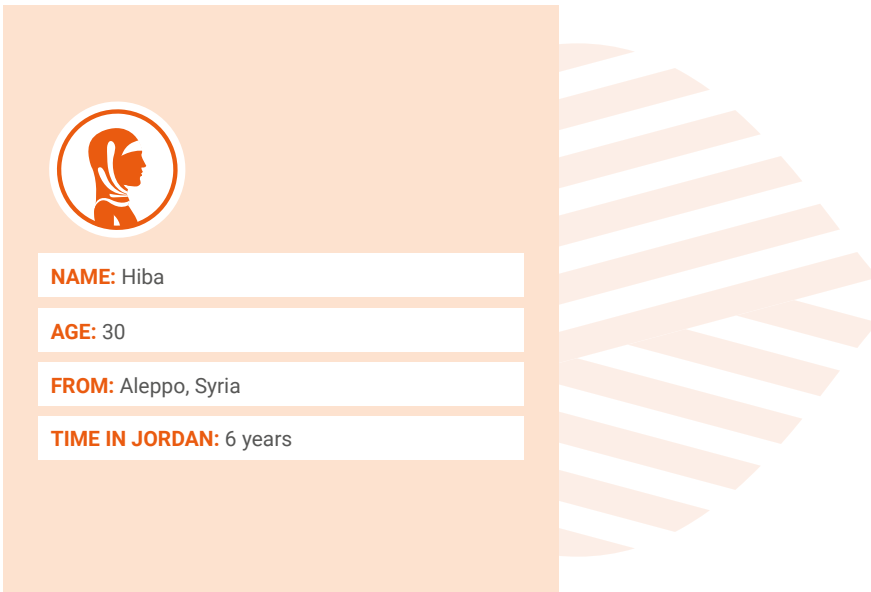 NAME: Hiba
AGE: 30
FROM: Aleppo, Syria
TIME IN JORDAN: 6 years